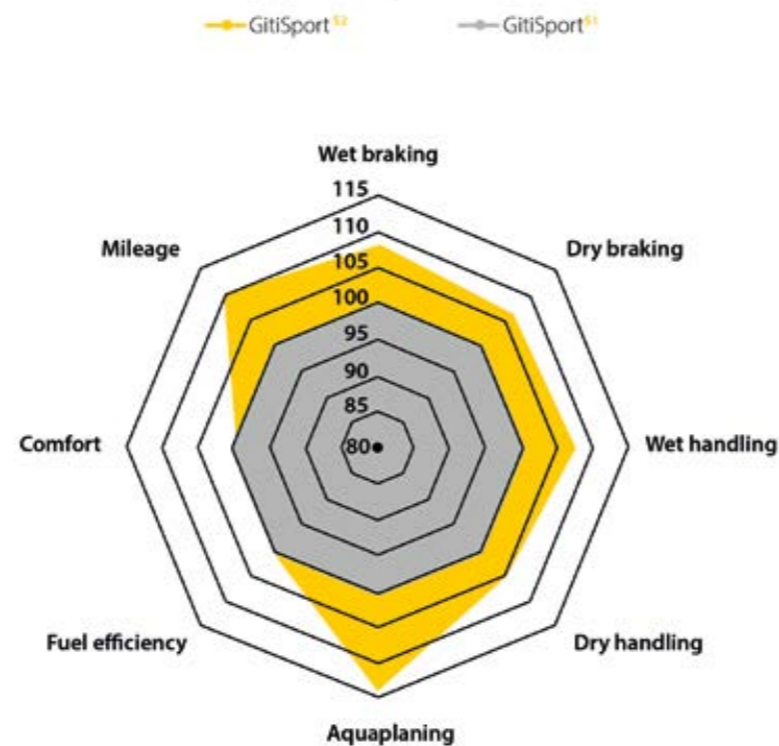 GitiSport S2 GitiSport S1
Wet braking
115
Mileage 110 Dry braking
105
100
95
90
85
Comfort 80 Wet handling
Fuel efficiency Dry handling
Aquaplaning